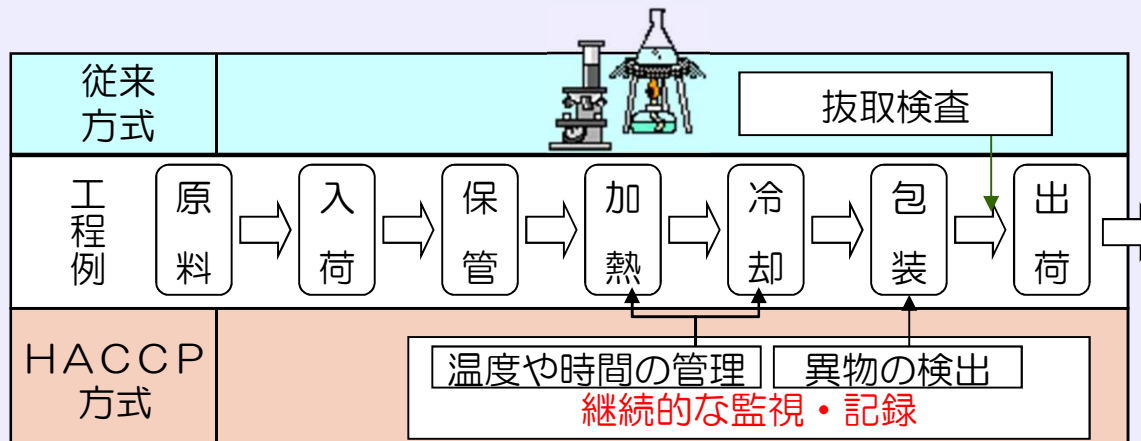 従来
方式
抜取検査
工程例
原料
入荷
保管
加熱
冷却
包装
出荷
HACCP
方式
温度や時間の管理
異物の検出
継続的な監視・記録